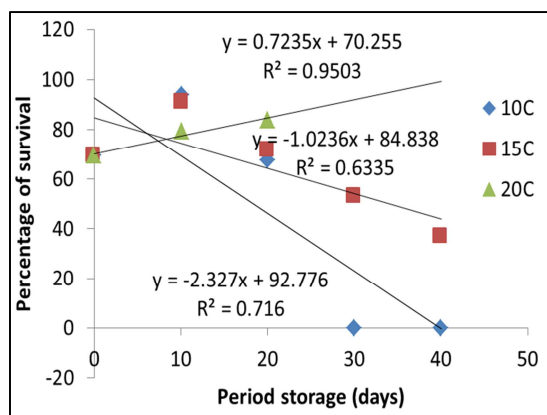 120
100
80
60
40
20
0
-20
0
10
20
30
40
50
Percentage of survival
Period storage (days)
y = 0.7235x + 70.255
R² = 0.9503
y = -1.0236x + 84.838
R² = 0.6335
y = -2.327x + 92.776
R² = 0.716
10C
15C
20C